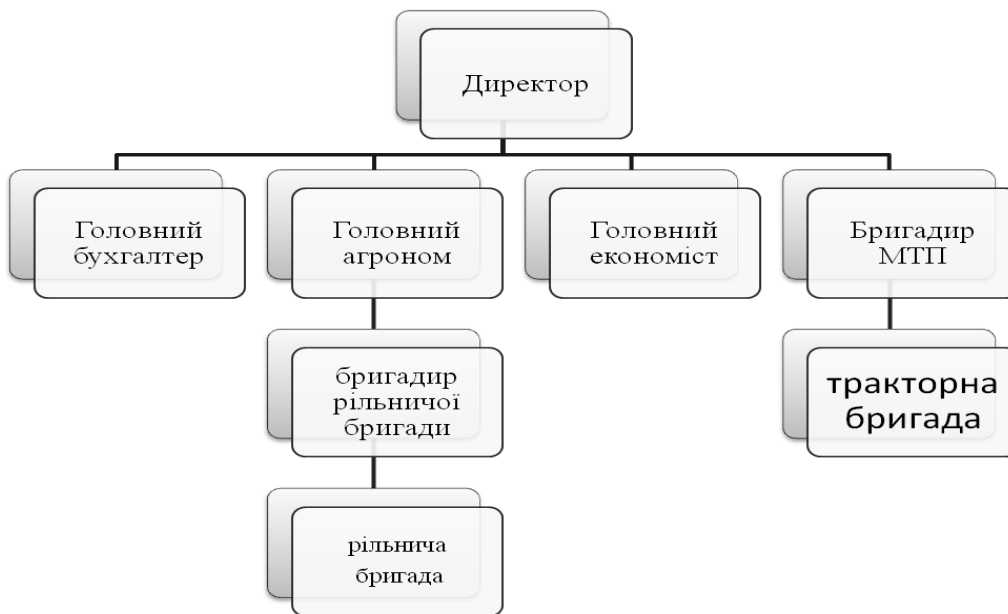 Директор
Головний
бухгалтер
Головний
агроном
Головний
економіст
Бригадир
МТП
бригадир
рільничої
бригади
тракторна
бригада
рільнича
бригада